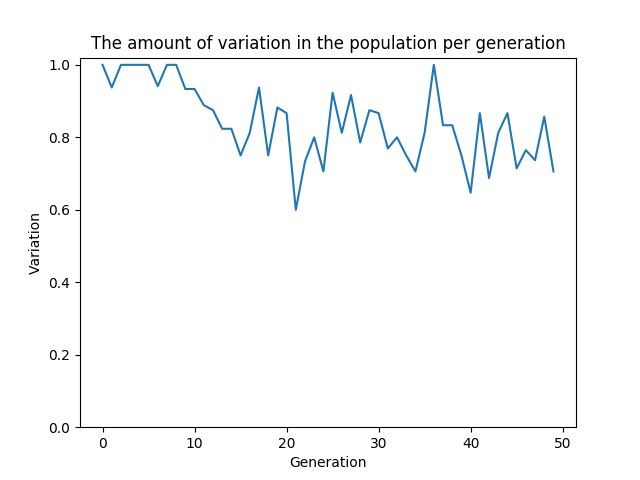 The amount of variation in the population per generation
1.0
0.8
0.6
0.4
0.2
0.0
Variation
0 10 20 30 40 50
Generation